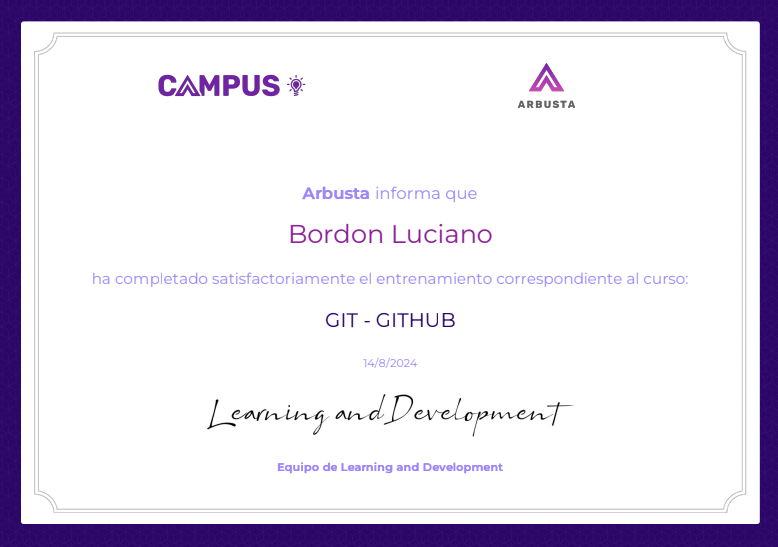 CAMPUS
ARBUSTA
Arbusta informa que
Bordon Luciano
ha completado satisfactoriamente el entrenamiento correspondiente al curso:
GIT - GITHUB
14/8/2024
Learning and Development
Equipo de Learning and Development